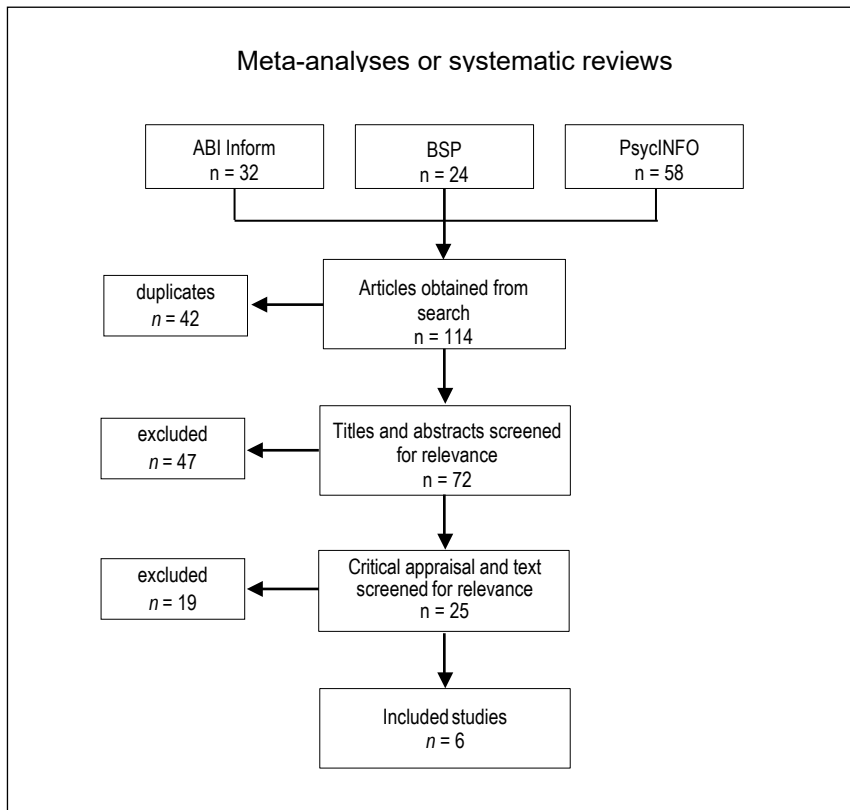 Meta-analyses or systematic reviews
ABI Inform
n = 32
BSP
n = 24
PsycINFO
n = 58
Articles obtained from
search
n = 114
duplicates
n = 42
Titles and abstracts screened
for relevance
n = 72
excluded
n = 47
Critical appraisal and text
screened for relevance
n = 25
excluded
n = 19
Included studies
n = 6